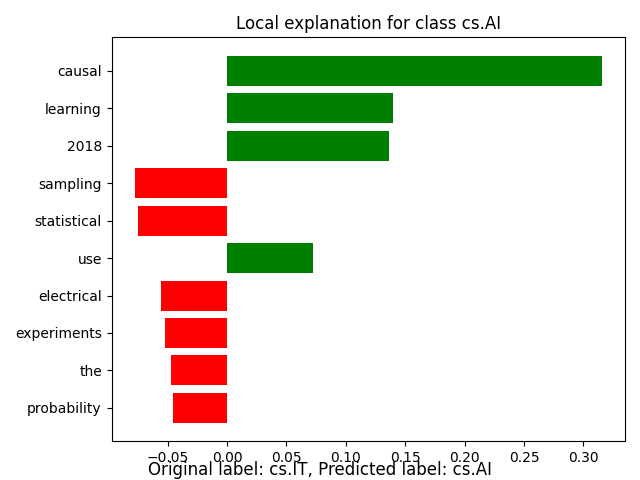 Local explanation for class cs.AI
causal
learning
2018
sampling
statistical
use
electrical
experiments
the
probability
−0.05 0.00 0.05 0.10 0.15 0.20 0.25 0.30
Original label: cs.IT, Predicted label: cs.AI